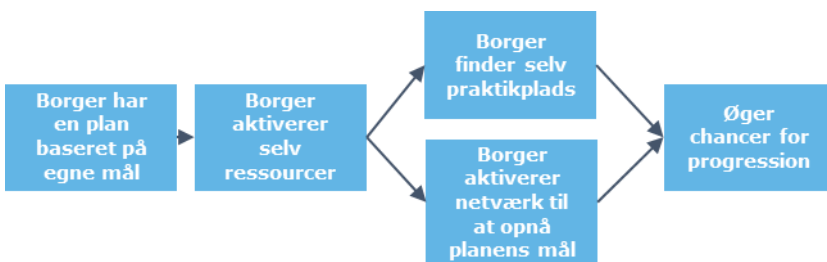 Borger har
en plan
baseret på
egne mål
Borger
aktiverer
selv
ressourcer
Borger
finder selv
praktikplads
Borger
aktiverer
netværk til
at opnå
planens mål
Øger
chancer for
progression